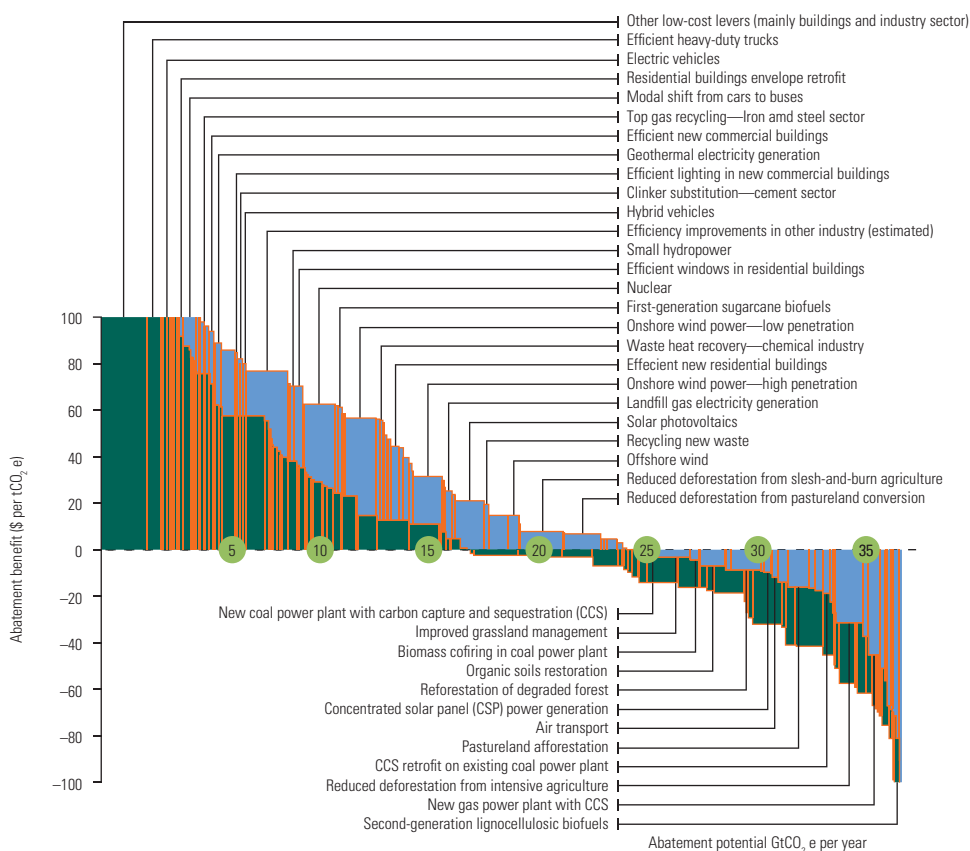 Other low-cost levers (mainly buildings and industry sector)
Efficient heavy-duty trucks
Electric vehicles
Residential buildings envelope retrofit
Modal shift from cars to buses
Top gas recycling—Iron amd steel sector
Efficient new commercial buildings
Geothermal electricity generation
Efficient lighting in new commercial buildings
Clinker substitution—cement sector
Hybrid vehicles
Efficiency improvements in other industry (estimated)
Small hydropower
Efficient windows in residential buildings
Nuclear
First-generation sugarcane biofuels
Onshore wind power—low penetration
Waste heat recovery—chemical industry
Effecient new residential buildings
Onshore wind power—high penetration
Landfill gas electricity generation
Solar photovoltaics
Recycling new waste
Offshore wind
Reduced deforestation from slesh-and-burn agriculture
Reduced deforestation from pastureland conversion
Abatement benefit ($ per tCO₂ e)
100
80
60
40
20
0
–20
–40
–60
–80
–100
5
10
15
20
25
30
35
New coal power plant with carbon capture and sequestration (CCS)
Improved grassland management
Biomass cofiring in coal power plant
Organic soils restoration
Reforestation of degraded forest
Concentrated solar panel (CSP) power generation
Air transport
Pastureland afforestation
CCS retrofit on existing coal power plant
Reduced deforestation from intensive agriculture
New gas power plant with CCS
Second-generation lignocellulosic biofuels
Abatement potential GtCO₂ e per year